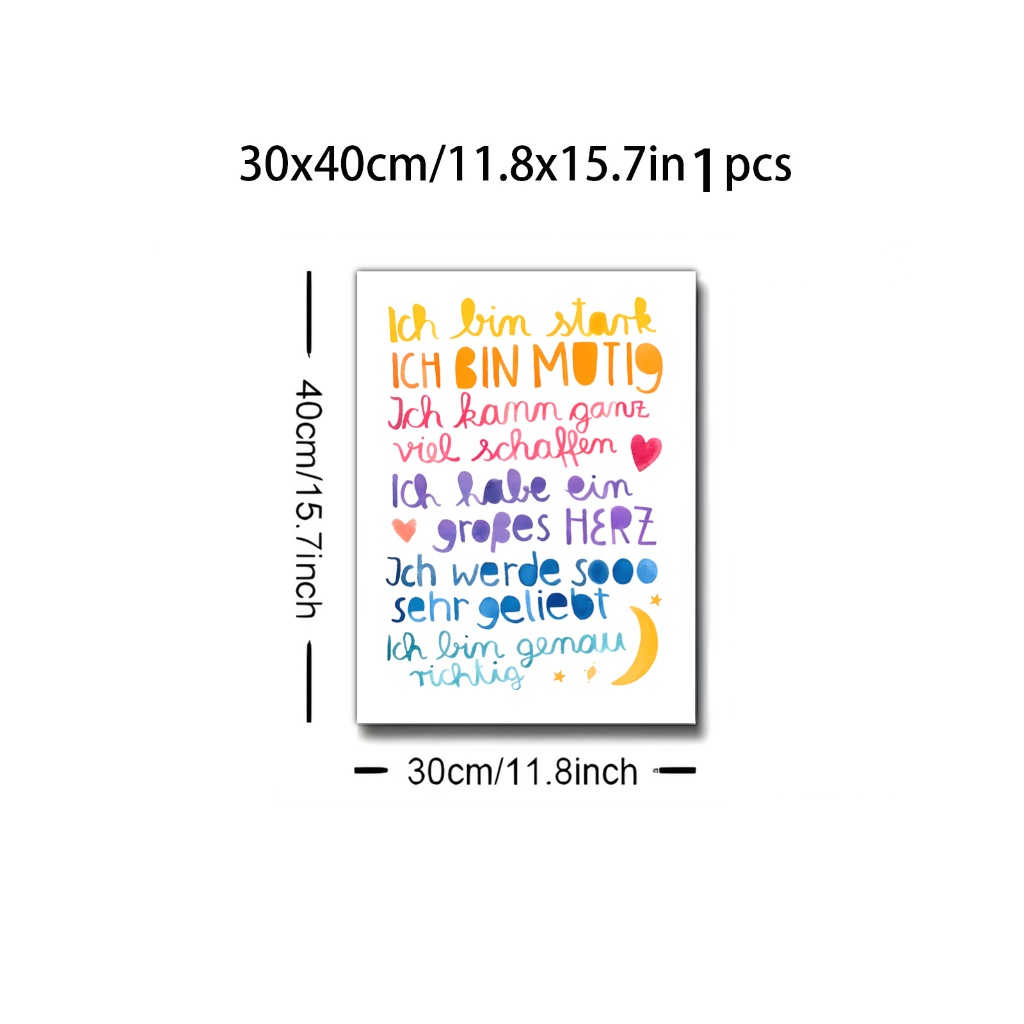 30x40cm/11.8x15.7in 1 pcs
Ich bin stark
ICH BIN MUTIG
Ich kann ganz
viel schaffen
Ich habe ein
großes HERZ
Ich werde sooo
sehr geliebt
Ich bin genau
richtig
40cm/15.7inch
30cm/11.8inch